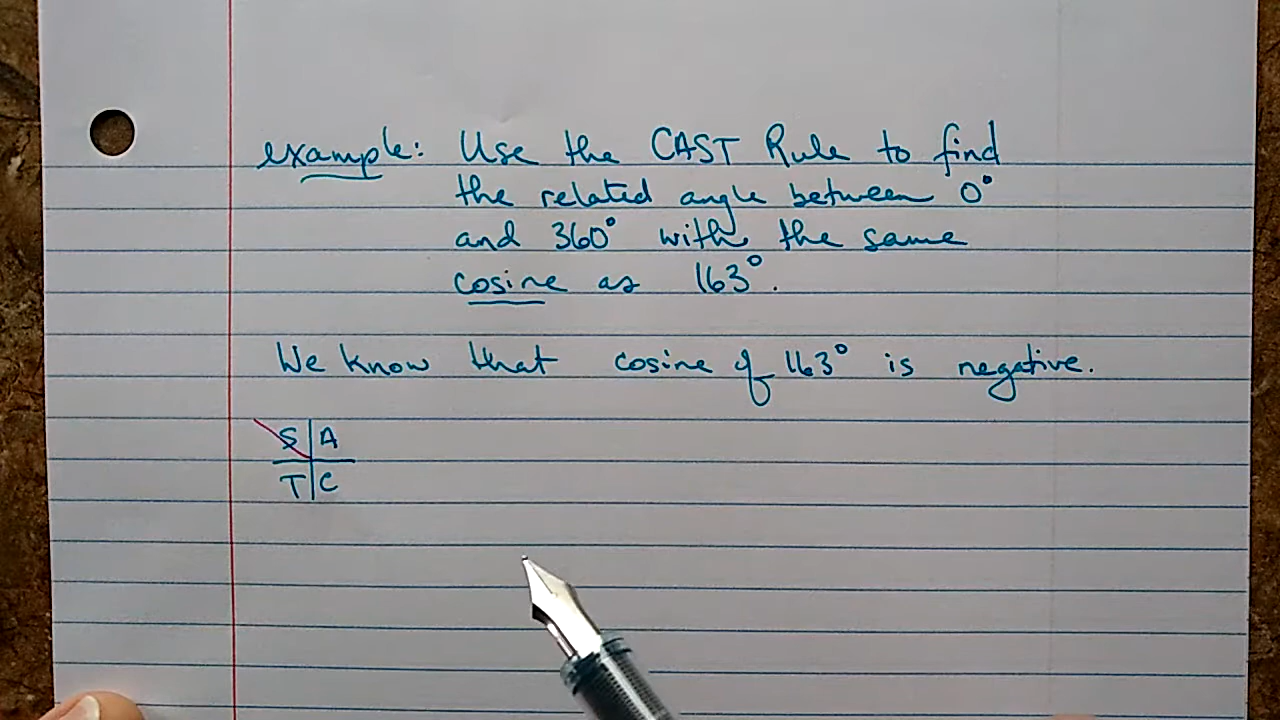 example: Use the CAST Rule to find
the related angle between 0°
and 360° with the same
cosine as 163°.
We know that cosine of 163° is negative.
S A
T C